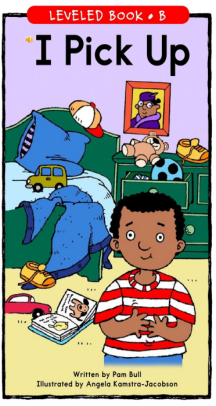 LEVELED BOOK • B
I Pick Up
Written by Pam Bull
Illustrated by Angela Kamstra-Jacobson